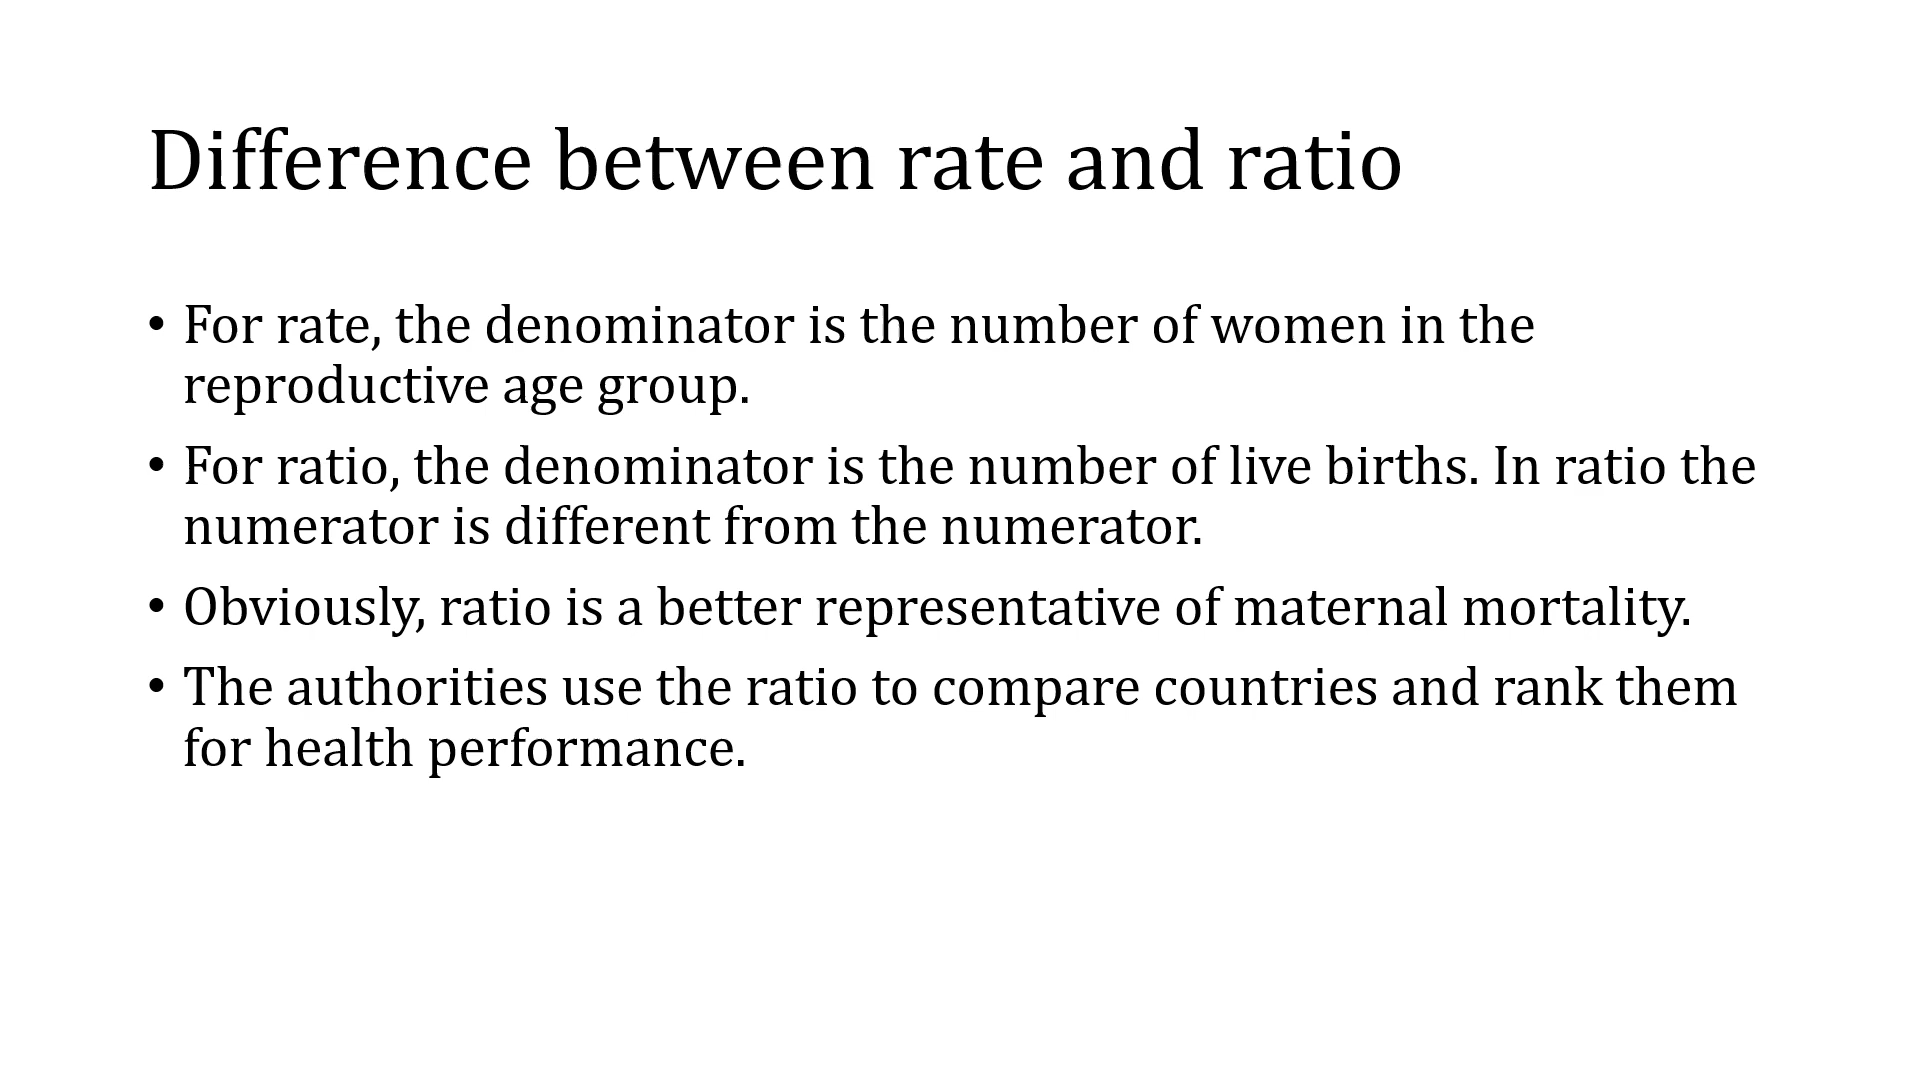 Difference between rate and ratio
• For rate, the denominator is the number of women in the
reproductive age group.
• For ratio, the denominator is the number of live births. In ratio the
numerator is different from the numerator.
• Obviously, ratio is a better representative of maternal mortality.
• The authorities use the ratio to compare countries and rank them
for health performance.